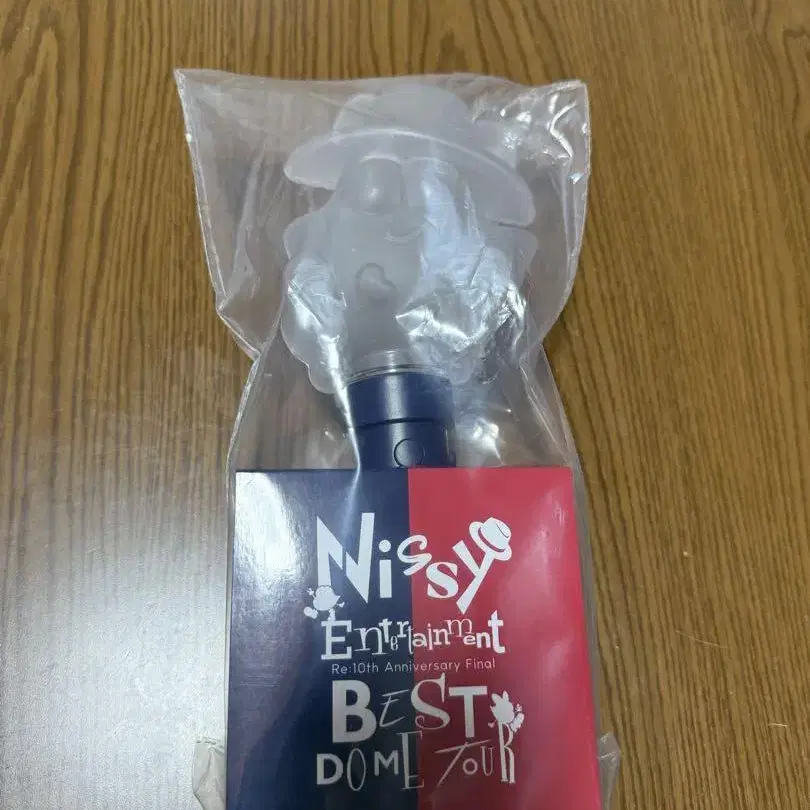 Nissy
Entertainment
Re:10th Anniversary Final
BEST
DOME TOUR